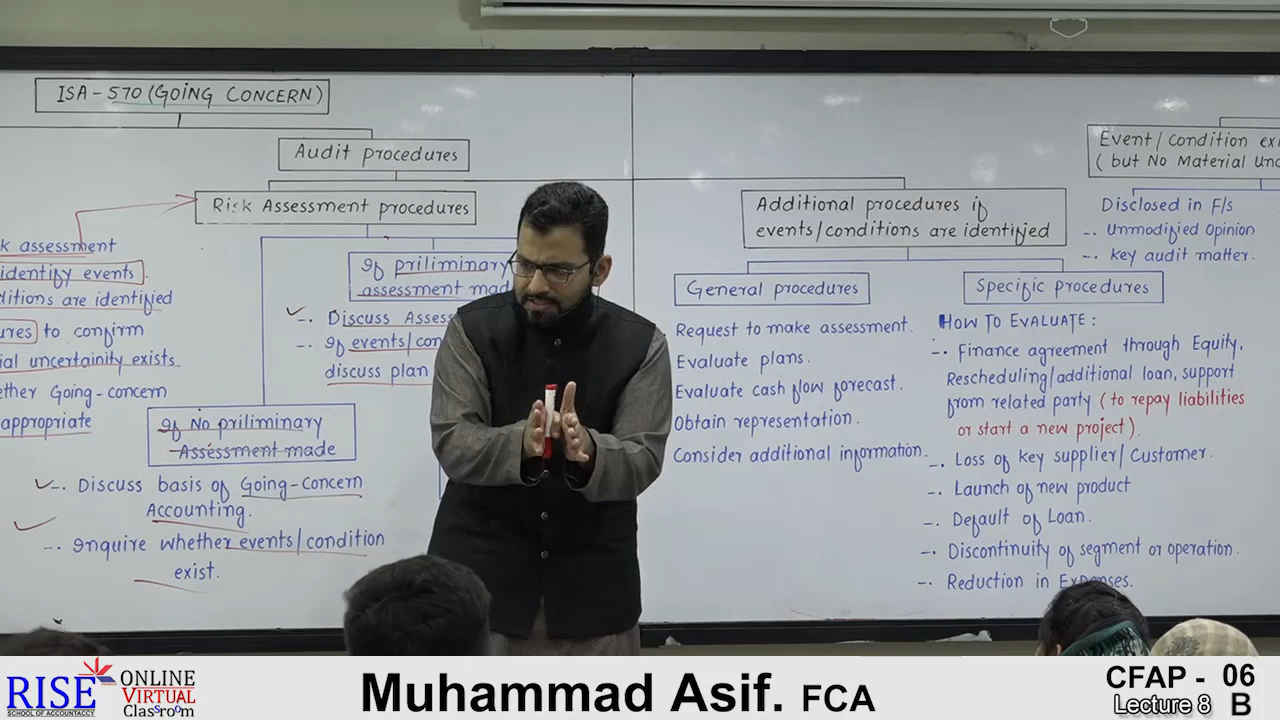 ISA-570 (GOING CONCERN)
Audit procedures
Risk Assessment procedures
k assessment
identify events
ditions are identified
ures to confirm
ial uncertainity exists.
ether Going-concern
appropriate
If priliminary
assessment made
-. Discuss Assess
-. If events/con
discuss plan
If No priliminary
Assessment made
-. Discuss basis of Going-Concern
Accounting.
-. Inquire whether events/condition
exist.
Additional procedures if
events/conditions are identified
General procedures
Request to make assessment.
Evaluate plans.
Evaluate cash flow forecast.
Obtain representation.
Consider additional information.
Specific procedures
HOW TO EVALUATE:
-. Finance agreement through Equity,
Rescheduling/additional loan, support
from related party (to repay liabilities
or start a new project).
-. Loss of key supplier/Customer.
-. Launch of new product
-. Default of Loan.
-. Discontinuity of segment or operation.
-. Reduction in Expenses.
Event/Condition ex
(but No Material Unc
Disclosed in F/s
-. Unmodified Opinion
-. Key audit matter.
RISE
SCHOOL OF ACCOUNTANCY
ONLINE
VIRTUAL
Classroom
Muhammad Asif. FCA
CFAP - 06
Lecture 8 B